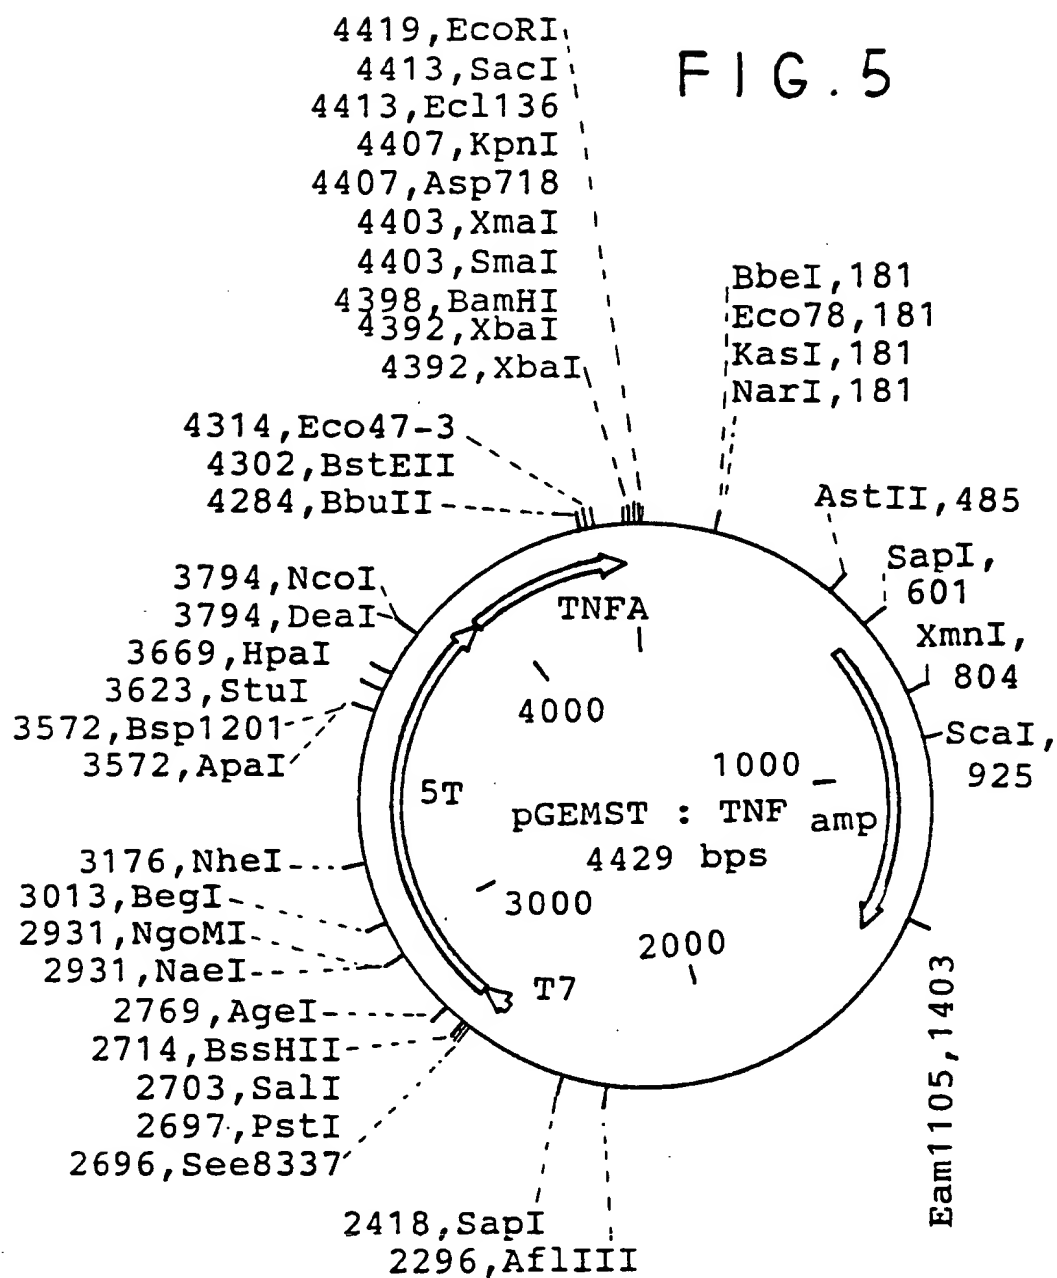 FIG.5
4419,EcoRI
4413,SacI
4413,Ecl136
4407,KpnI
4407,Asp718
4403,XmaI
4403,SmaI
4398,BamHI
4392,XbaI
4392,XbaI
4314,Eco47-3
4302,BstEII
4284,BbuII
3794,NcoI
3794,DeaI
3669,HpaI
3623,StuI
3572,Bsp1201
3572,ApaI
3176,NheI
3013,BegI
2931,NgoMI
2931,NaeI
2769,AgeI
2714,BssHII
2703,SalI
2697,PstI
2696,See8337
2418,SapI
2296,AflIII
BbeI,181
Eco78,181
KasI,181
NarI,181
AstII,485
SapI,
601
XmnI,
804
ScaI,
925
Eam1105,1403
TNFA
4000
5T
1000
pGEMST : TNF
amp
4429 bps
3000
2000
T7